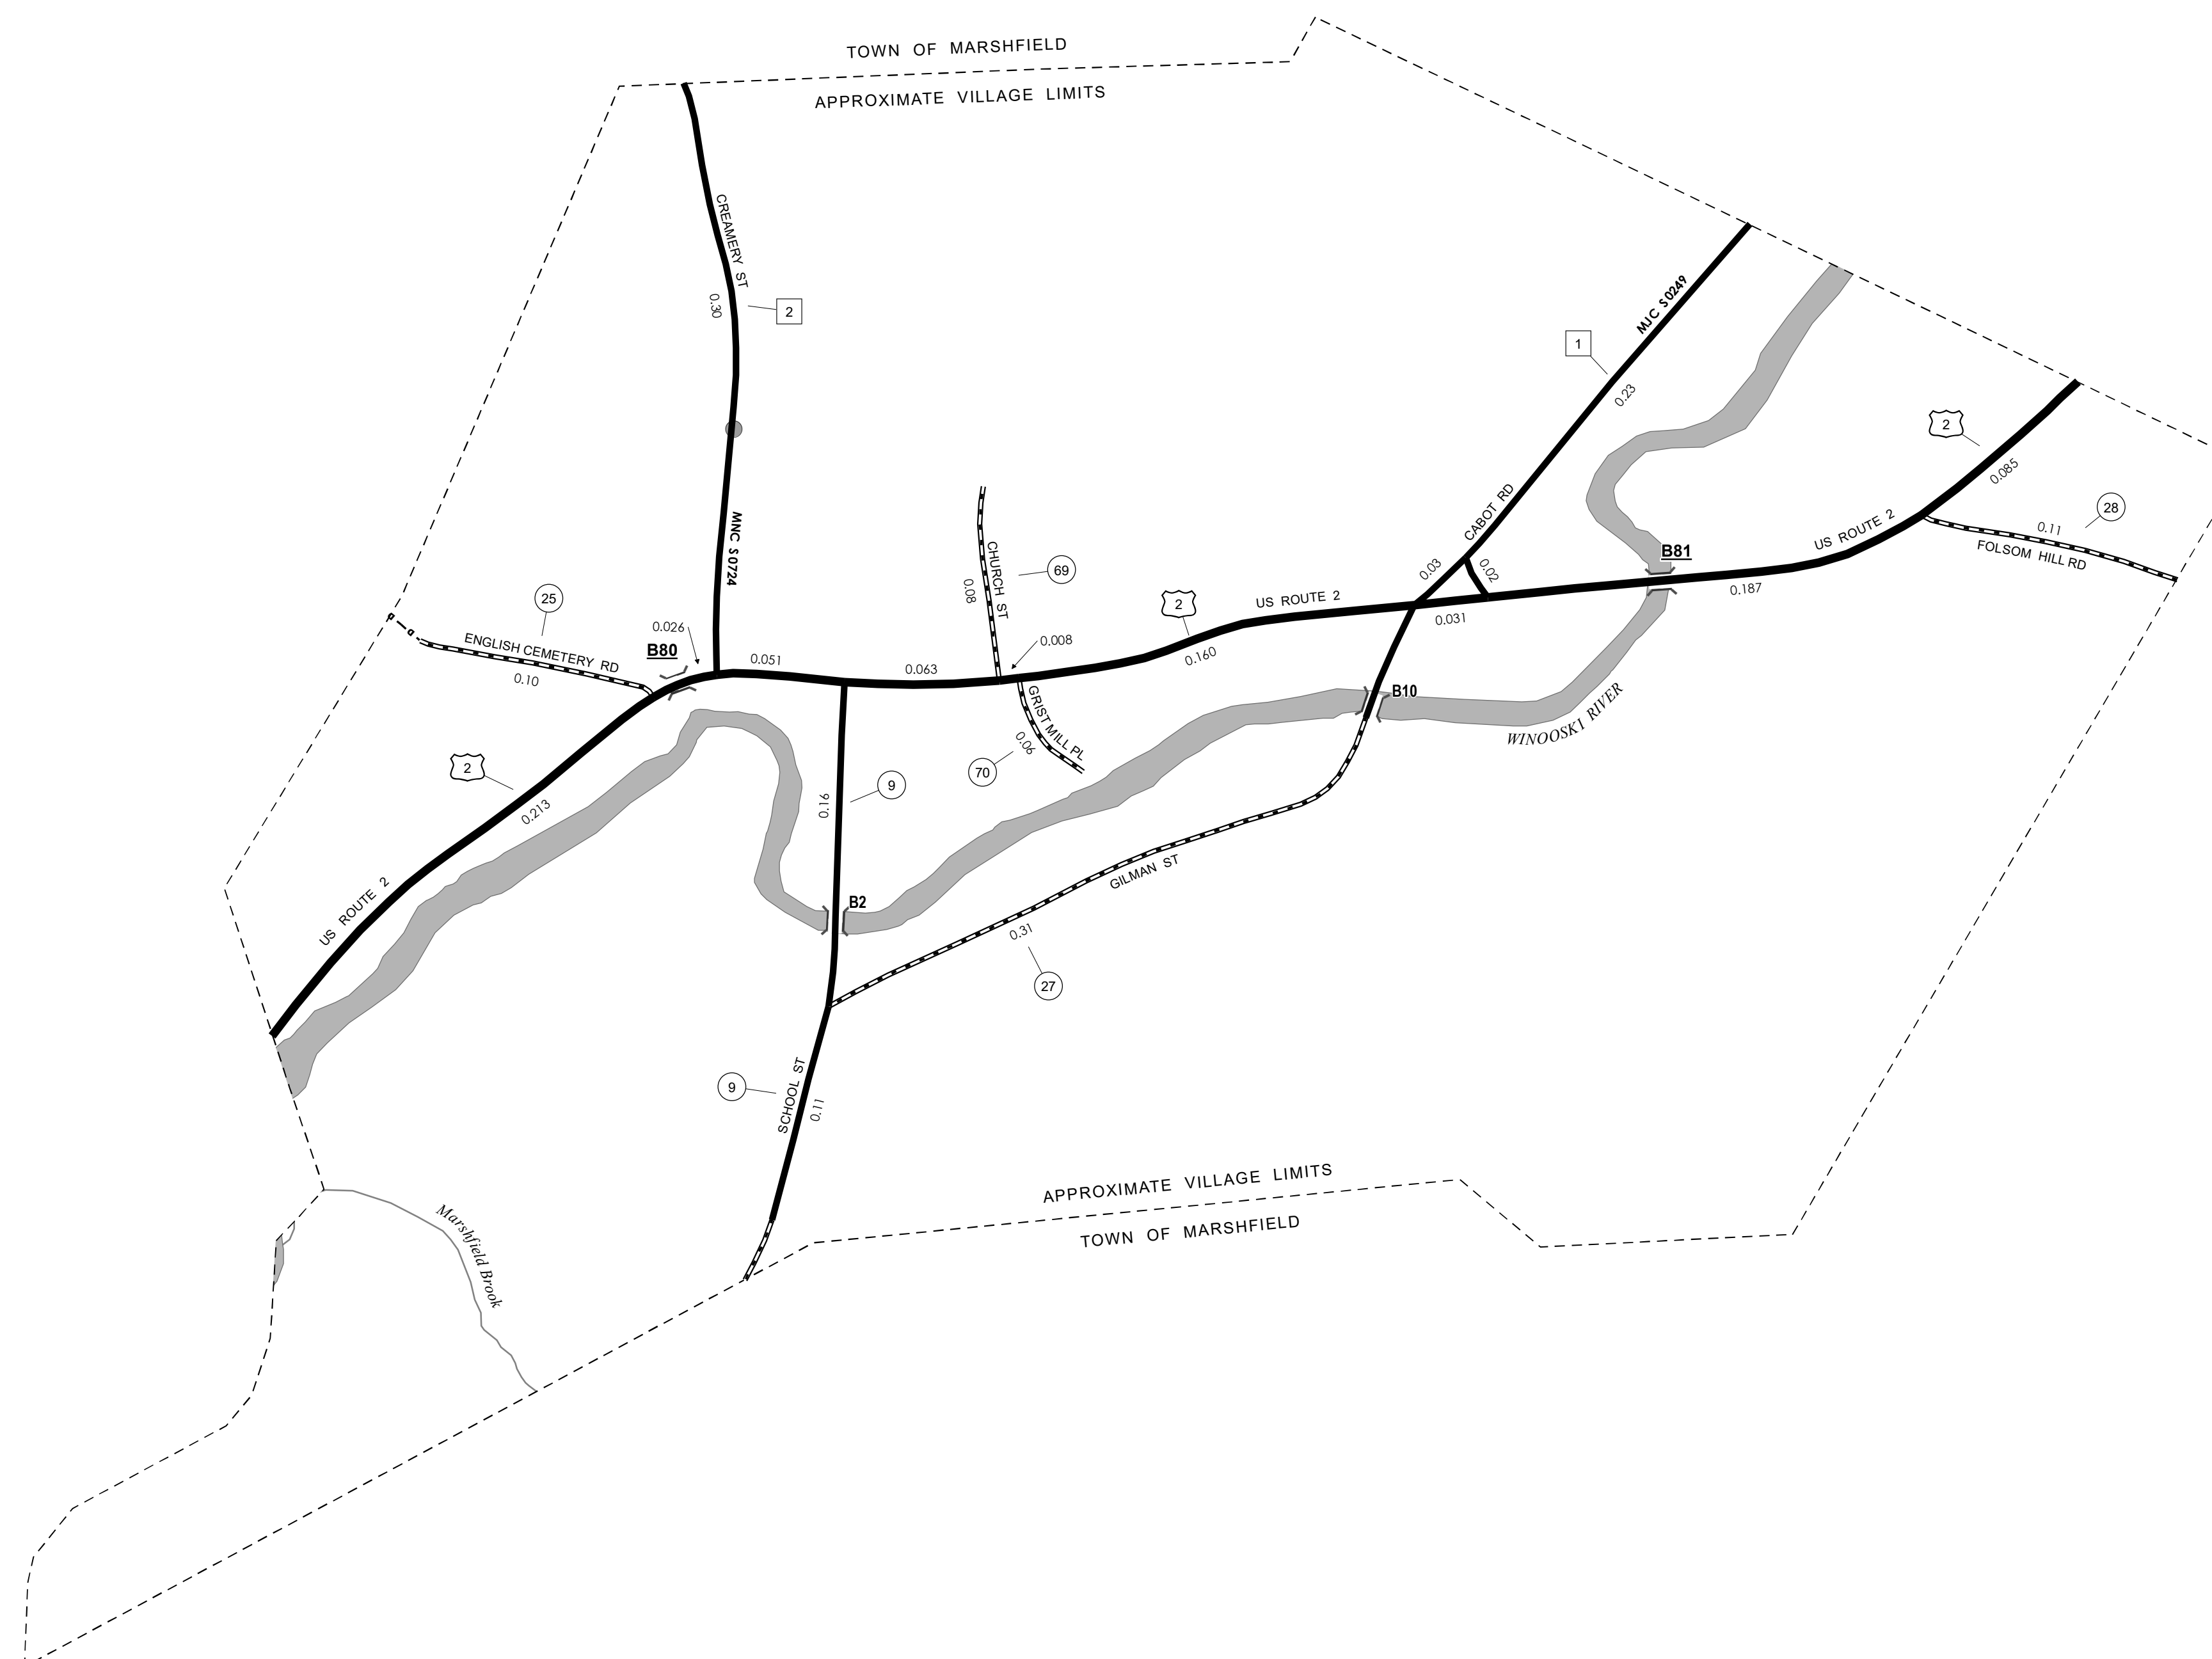 TOWN OF MARSHFIELD
APPROXIMATE VILLAGE LIMITS
CREAMERY ST
0.30
2
MJC S0249
1
0.23
2
0.085
CABOT RD
MNC S0724
28
0.11
FOLSOM HILL RD
US ROUTE 2
B81
0.187
CHURCH ST
0.08
69
25
ENGLISH CEMETERY RD
0.10
0.026
B80
0.051
0.063
0.008
2
US ROUTE 2
0.160
0.03
0.02
0.031
B10
WINOOSKI RIVER
GRIST MILL PL
0.06
70
2
0.213
US ROUTE 2
0.16
9
B2
GILMAN ST
0.31
27
9
SCHOOL ST
0.11
APPROXIMATE VILLAGE LIMITS
TOWN OF MARSHFIELD
Marshfield Brook